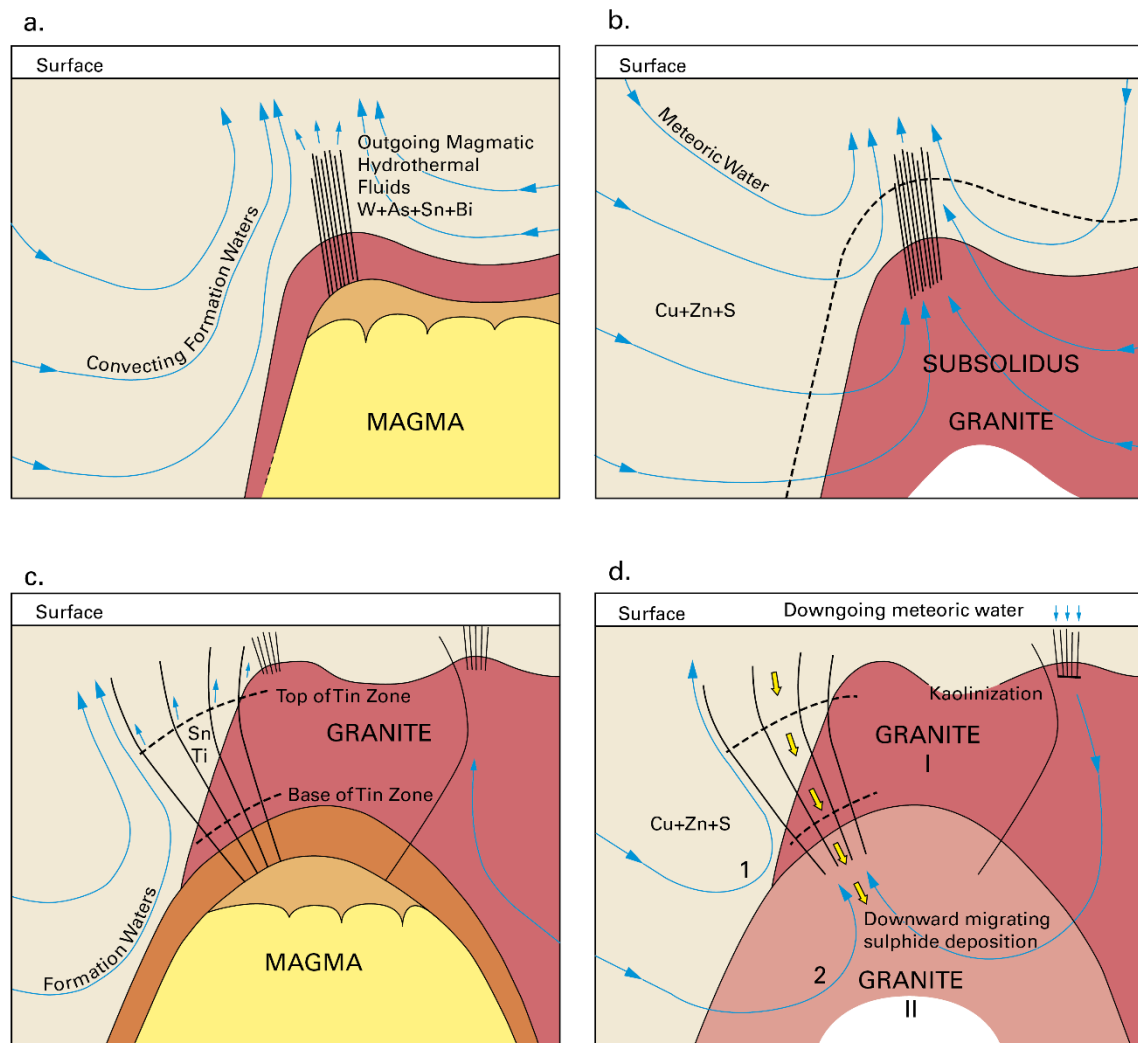 a.
Surface
Outgoing Magmatic
Hydrothermal
Fluids
W+As+Sn+Bi
Convecting Formation Waters
MAGMA
b.
Surface
Meteoric Water
Cu+Zn+S
SUBSOLIDUS
GRANITE
c.
Surface
Top of Tin Zone
Sn
Ti
GRANITE
Base of Tin Zone
Formation Waters
MAGMA
d.
Surface
Downgoing meteoric water
Kaolinization
GRANITE
I
Cu+Zn+S
1
Downward migrating
sulphide deposition
2
GRANITE
II